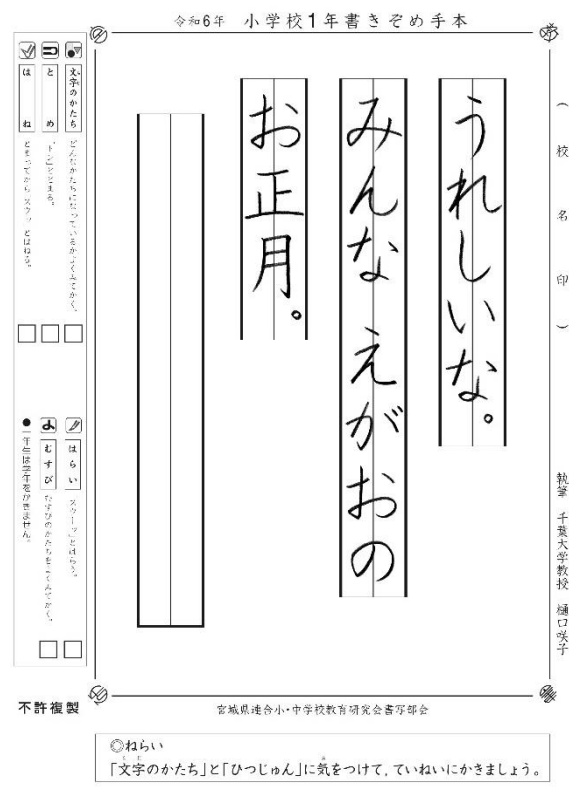 令和6年 小学校1年書きぞめ手本
(校名印)
執筆 千葉大学教授 樋口咲子
うれしいな。
みんな えがおの
お正月。
文字のかたち どんなかたちになっているかよくみてかく。
とめ 「トン」ととまる。
はね とまってから「スウッ」とはねる。
はらい 「スウーッ」とはらう。
むすび むすびのかたちをよくみてかく。
●一年生は学年をかきません。
不許複製
宮城県連合小・中学校教育研究会書写部会
◎ねらい
「文字のかたち」と「ひつじゅん」に気をつけて,ていねいにかきましょう。